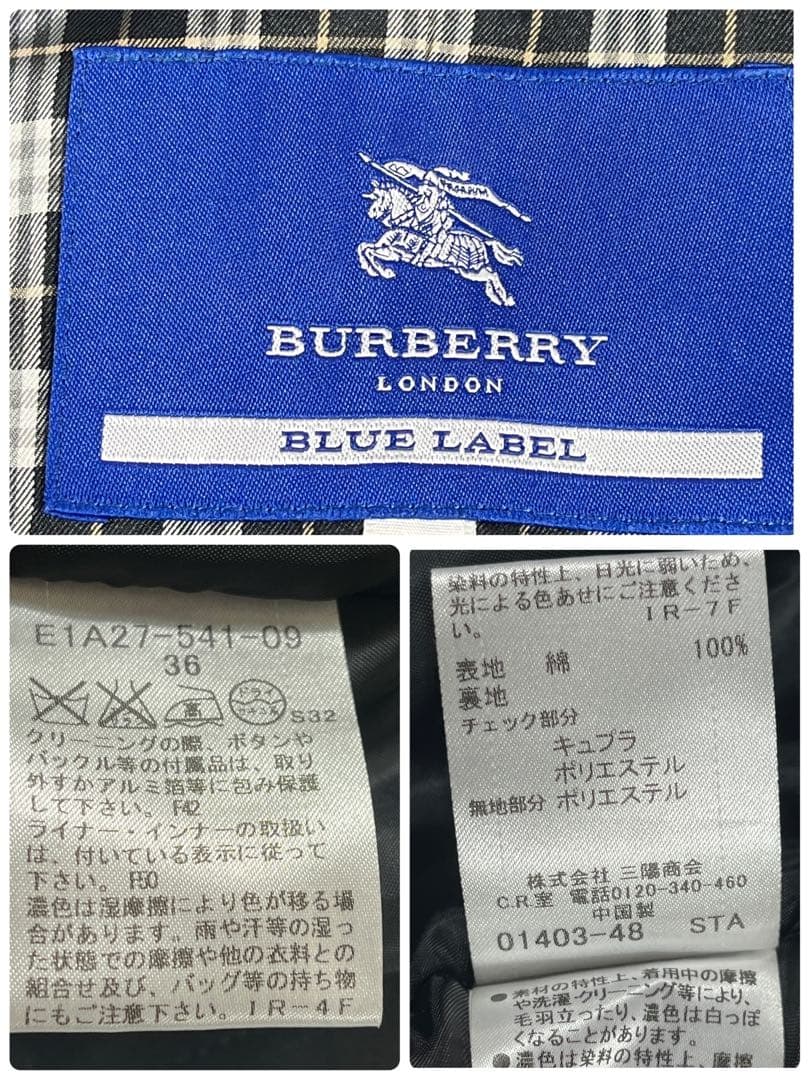 BURBERRY
LONDON
BLUE LABEL
E1A27-541-09
36
ドライ
S32
クリーニングの際、ボタンや
バックル等の付属品は、取り
外すかアルミ箔等に包み保護
して下さい。F42
ライナー・インナーの取扱い
は、付いている表示に従って
下さい。F50
濃色は湿摩擦により色が移る場
合があります。雨や汗等の湿っ
た状態での摩擦や他の衣料との
組合せ及び、バッグ等の持ち物
にもご注意下さい。IR-4F
染料の特性上、日光に弱いため、
光による色あせにご注意くださ
い。 IR-7F
表地 綿 100%
裏地
チェック部分
キュプラ
ポリエステル
無地部分 ポリエステル
株式会社 三陽商会
C.R.室 電話0120-340-460
中国製
01403-48 STA
●素材の特性上、着用中の摩擦
や洗濯・クリーニング等により、
毛羽立ったり、濃色は白っぽ
くなることがあります。
●濃色は染料の特性上、摩擦